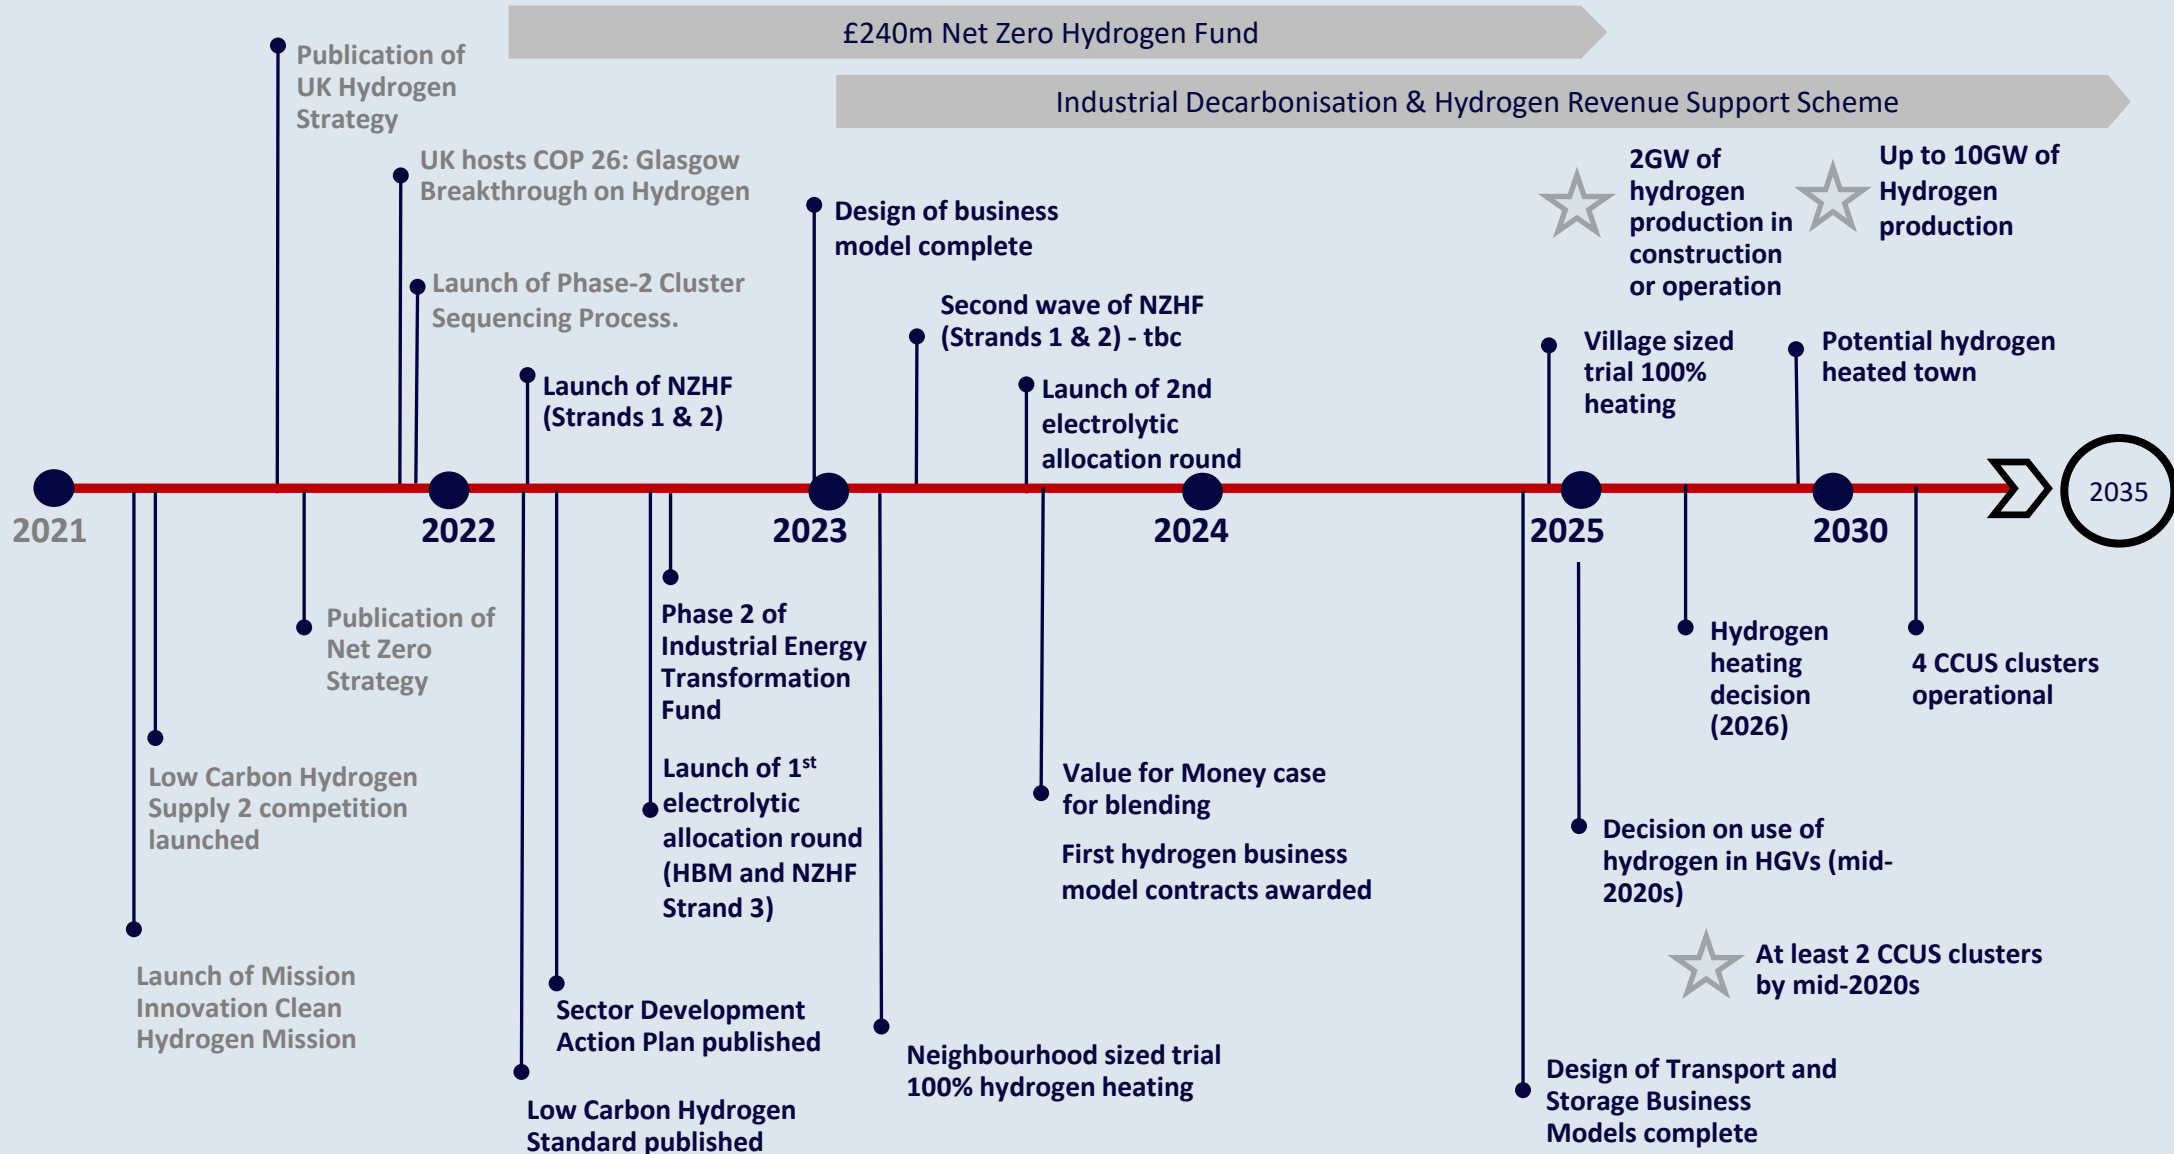 £240m Net Zero Hydrogen Fund
Industrial Decarbonisation & Hydrogen Revenue Support Scheme
Publication of
UK Hydrogen
Strategy
UK hosts COP 26: Glasgow
Breakthrough on Hydrogen
Launch of Phase-2 Cluster
Sequencing Process.
Launch of NZHF
(Strands 1 & 2)
Design of business
model complete
Second wave of NZHF
(Strands 1 & 2) - tbc
Launch of 2nd
electrolytic
allocation round
2GW of
hydrogen
production in
construction
or operation
Up to 10GW of
Hydrogen
production
Village sized
trial 100%
heating
Potential hydrogen
heated town
2021
2022
2023
2024
2025
2030
2035
Publication of
Net Zero
Strategy
Low Carbon Hydrogen
Supply 2 competition
launched
Launch of Mission
Innovation Clean
Hydrogen Mission
Phase 2 of
Industrial Energy
Transformation
Fund
Launch of 1st
electrolytic
allocation round
(HBM and NZHF
Strand 3)
Sector Development
Action Plan published
Low Carbon Hydrogen
Standard published
Neighbourhood sized trial
100% hydrogen heating
Value for Money case
for blending
First hydrogen business
model contracts awarded
Hydrogen
heating
decision
(2026)
4 CCUS clusters
operational
Decision on use of
hydrogen in HGVs (mid-
2020s)
At least 2 CCUS clusters
by mid-2020s
Design of Transport and
Storage Business
Models complete